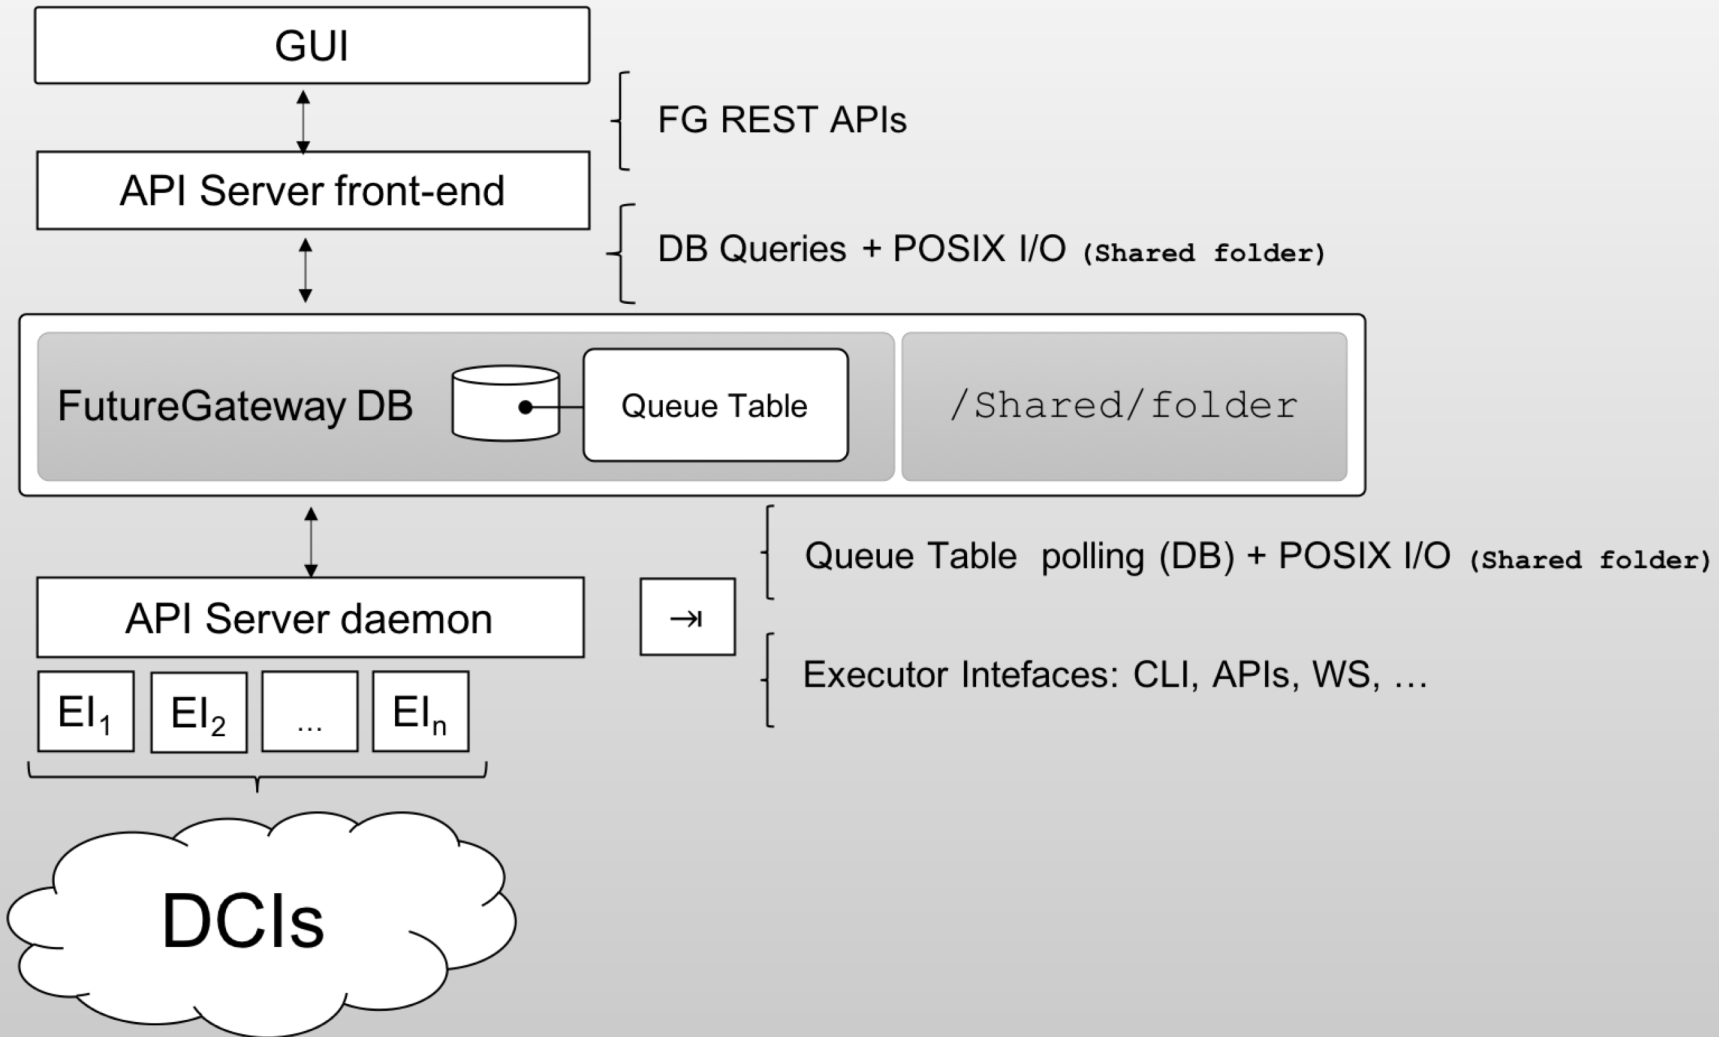 GUI
FG REST APIs
API Server front-end
DB Queries + POSIX I/O (Shared folder)
FutureGateway DB
Queue Table
/Shared/folder
Queue Table polling (DB) + POSIX I/O (Shared folder)
API Server daemon
⇥
Executor Intefaces: CLI, APIs, WS, ...
EI1 EI2 ... EIn
DCIs